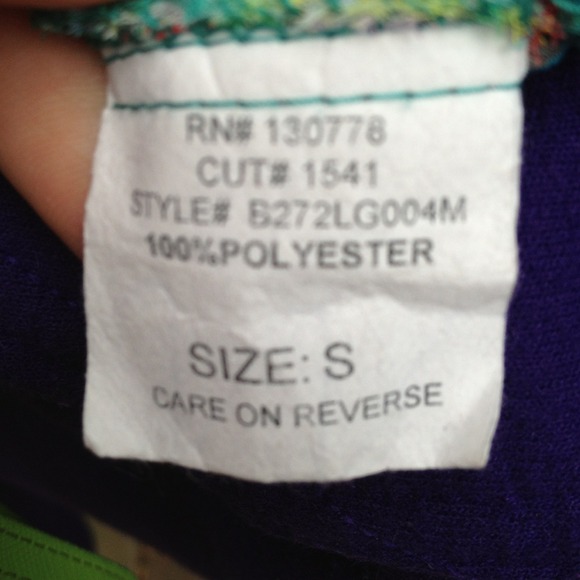 RN# 130778
CUT# 1541
STYLE# B272LG004M
100%POLYESTER
SIZE: S
CARE ON REVERSE